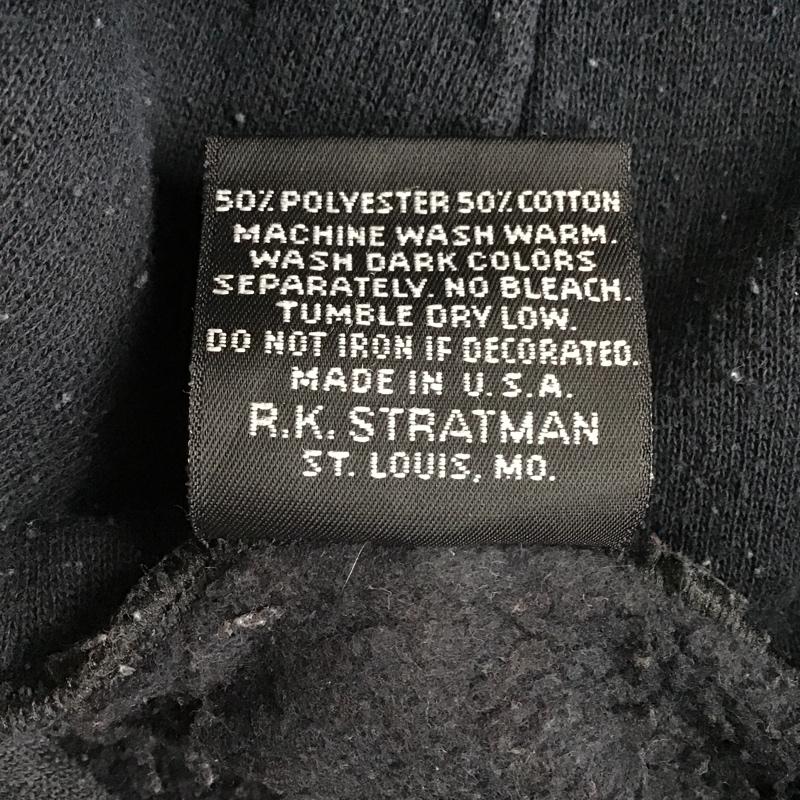 50% POLYESTER 50% COTTON
MACHINE WASH WARM.
WASH DARK COLORS
SEPARATELY. NO BLEACH.
TUMBLE DRY LOW.
DO NOT IRON IF DECORATED.
MADE IN U.S.A.
R.K. STRATMAN
ST. LOUIS, MO.